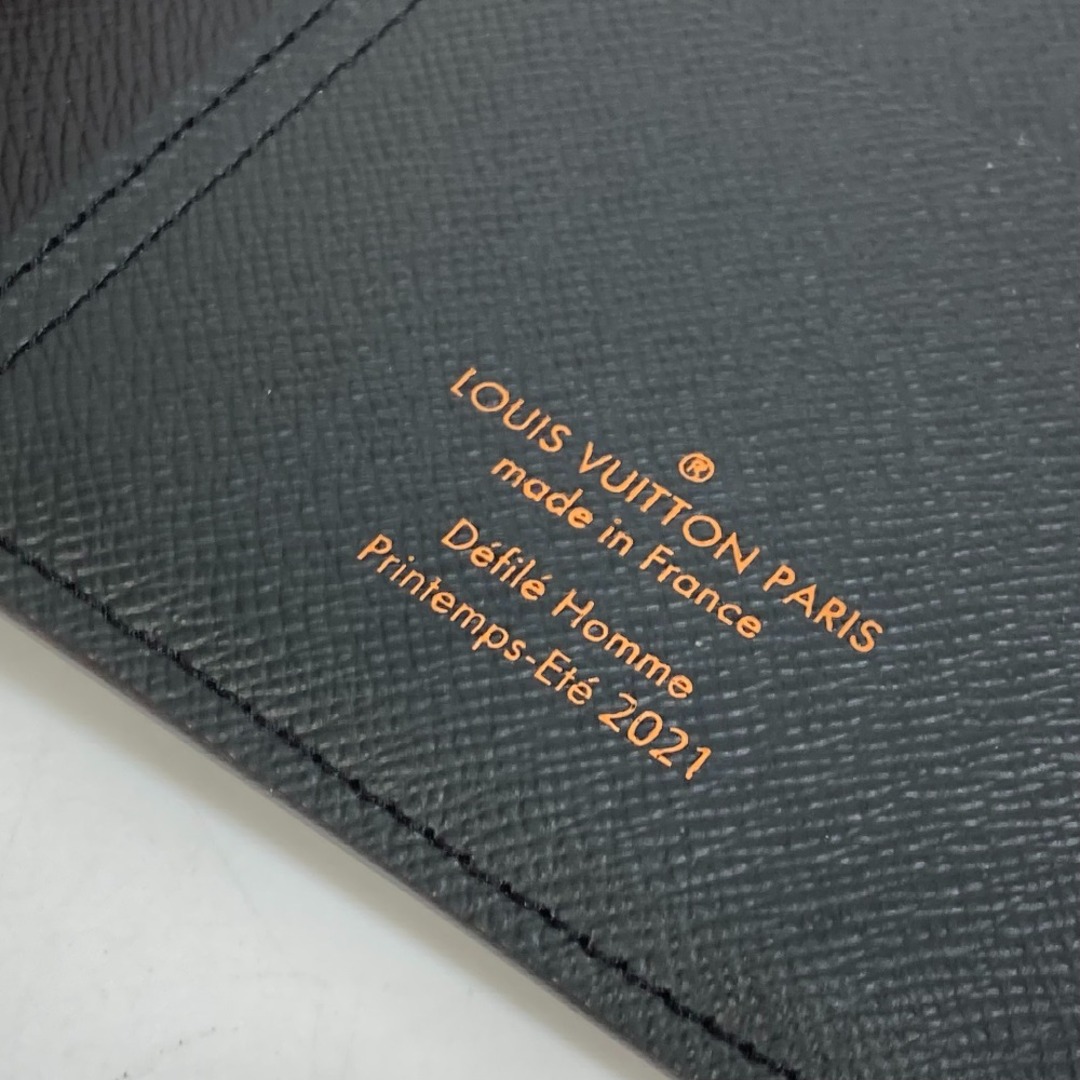 ®
LOUIS VUITTON PARIS
made in France
Défilé Homme
Printemps-Eté 2021